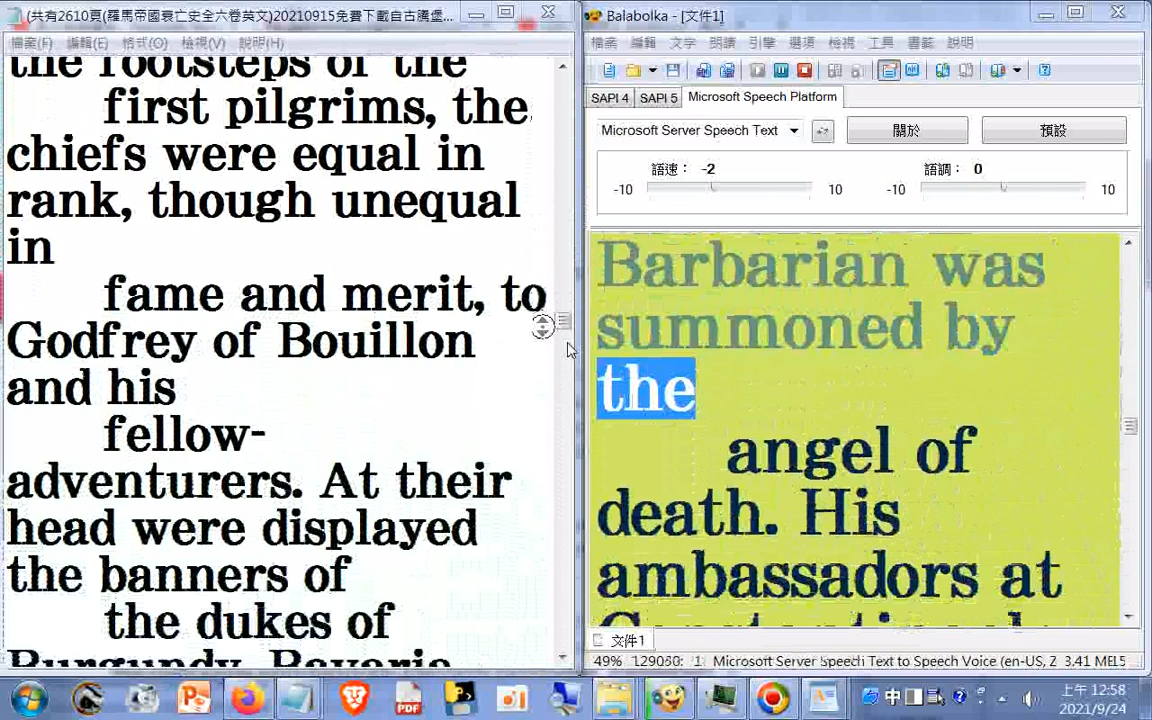 (共有2610頁(羅馬帝國衰亡史全六卷英文)20210915免費下載自古騰堡...
檔案(F) 編輯(E) 格式(O) 檢視(V) 說明(H)
the footsteps of the
first pilgrims, the
chiefs were equal in
rank, though unequal
in
fame and merit, to
Godfrey of Bouillon
and his
fellow-
adventurers. At their
head were displayed
the banners of
the dukes of
Burgundy, Bavaria,
Balabolka - [文件1]
檔案 編輯 文字 朗讀 引擎 選項 檢視 工具 書籤 說明
SAPI 4 SAPI 5 Microsoft Speech Platform
Microsoft Server Speech Text 關於 預設
語速： -2 語調： 0
-10 10 -10 10
Barbarian was
summoned by
the
angel of
death. His
ambassadors at
文件1
49% 129050: 1 Microsoft Server Speech Text to Speech Voice (en-US, Z
中 上午 12:58
2021/9/24